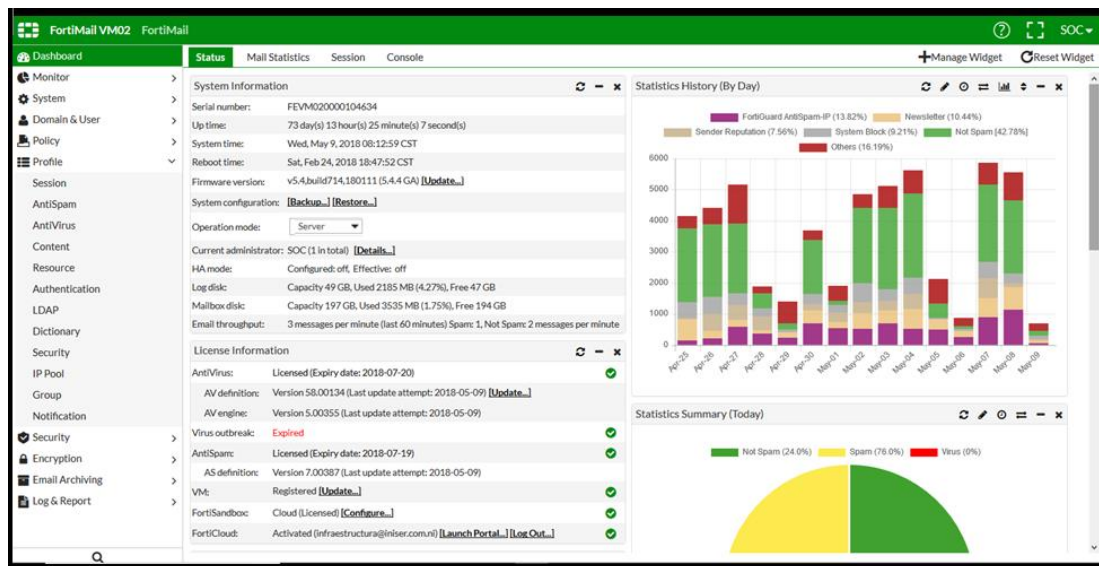 FortiMail VM02 FortiMail
SOC
Dashboard
Monitor
System
Domain & User
Policy
Profile
Session
AntiSpam
AntiVirus
Content
Resource
Authentication
LDAP
Dictionary
Security
IP Pool
Group
Notification
Security
Encryption
Email Archiving
Log & Report
Status Mail Statistics Session Console
Manage Widget Reset Widget
System Information
Serial number: FEVM020000104634
Up time: 73 day(s) 13 hour(s) 25 minute(s) 7 second(s)
System time: Wed, May 9, 2018 08:12:59 CST
Reboot time: Sat, Feb 24, 2018 18:47:52 CST
Firmware version: v5.4,build714,180111 (5.4.4 GA) [Update...]
System configuration: [Backup...] [Restore...]
Operation mode: Server
Current administrator: SOC (1 in total) [Details...]
HA mode: Configured: off, Effective: off
Log disk: Capacity 49 GB, Used 2185 MB (4.27%), Free 47 GB
Mailbox disk: Capacity 197 GB, Used 3535 MB (1.75%), Free 194 GB
Email throughput: 3 messages per minute (last 60 minutes) Spam: 1, Not Spam: 2 messages per minute
License Information
AntiVirus: Licensed (Expiry date: 2018-07-20)
AV definition: Version 58.00134 (Last update attempt: 2018-05-09) [Update...]
AV engine: Version 5.00355 (Last update attempt: 2018-05-09)
Virus outbreak: Expired
AntiSpam: Licensed (Expiry date: 2018-07-19)
AS definition: Version 7.00387 (Last update attempt: 2018-05-09)
VM: Registered [Update...]
FortiSandbox: Cloud (Licensed) [Configure...]
FortiCloud: Activated (infraestructura@iniser.com.ni) [Launch Portal...] [Log Out...]
Statistics History (By Day)
FortiGuard AntiSpam-IP (13.82%) Newsletter (10.44%)
Sender Reputation (7.56%) System Block (9.21%) Not Spam [42.78%]
Others (16.19%)
6000
5000
4000
3000
2000
1000
0
Apr-25 Apr-26 Apr-27 Apr-28 Apr-29 Apr-30 May-01 May-02 May-03 May-04 May-05 May-06 May-07 May-08 May-09
Statistics Summary (Today)
Not Spam (24.0%) Spam (76.0%) Virus (0%)